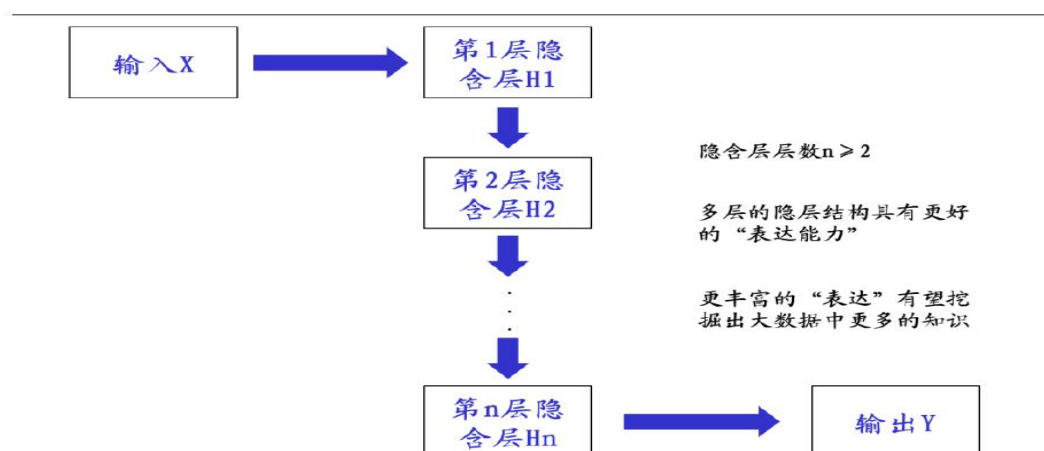 输入X
第1层隐
含层H1
第2层隐
含层H2
隐含层层数n≥2
多层的隐层结构具有更好
的“表达能力”
更丰富的“表达”有望挖
掘出大数据中更多的知识
第n层隐
含层Hn
输出Y